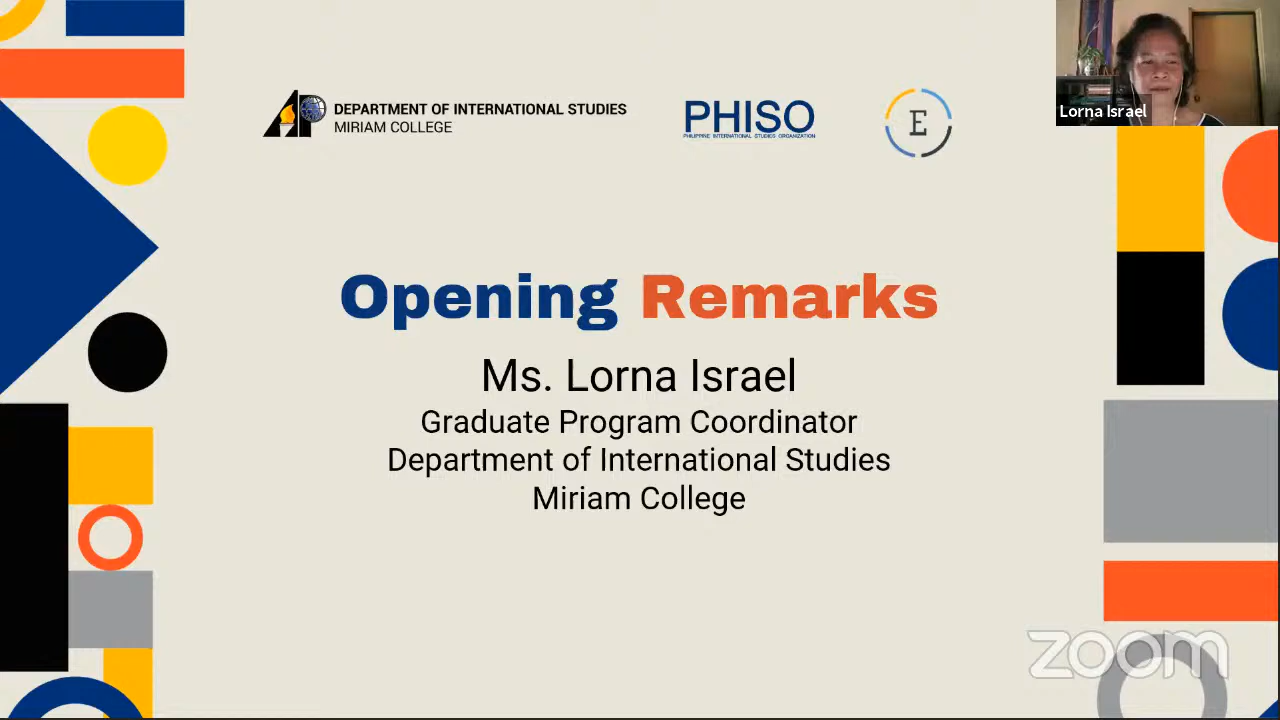 DEPARTMENT OF INTERNATIONAL STUDIES
MIRIAM COLLEGE
PHISO
PHILIPPINE INTERNATIONAL STUDIES ORGANIZATION
E
Lorna Israel
Opening Remarks
Ms. Lorna Israel
Graduate Program Coordinator
Department of International Studies
Miriam College
zoom